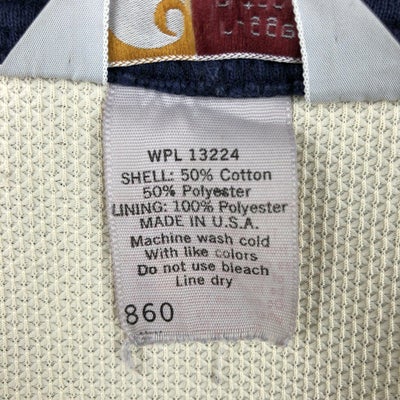 WPL 13224
SHELL: 50% Cotton
50% Polyester
LINING: 100% Polyester
MADE IN U.S.A.
Machine wash cold
With like colors
Do not use bleach
Line dry
860